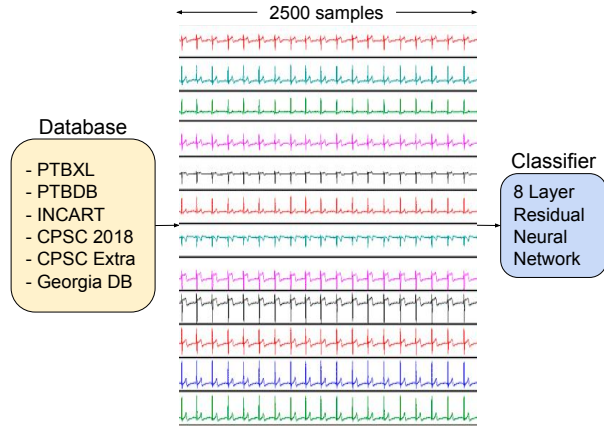 2500 samples
Database
- PTBXL
- PTBDB
- INCART
- CPSC 2018
- CPSC Extra
- Georgia DB
Classifier
8 Layer
Residual
Neural
Network